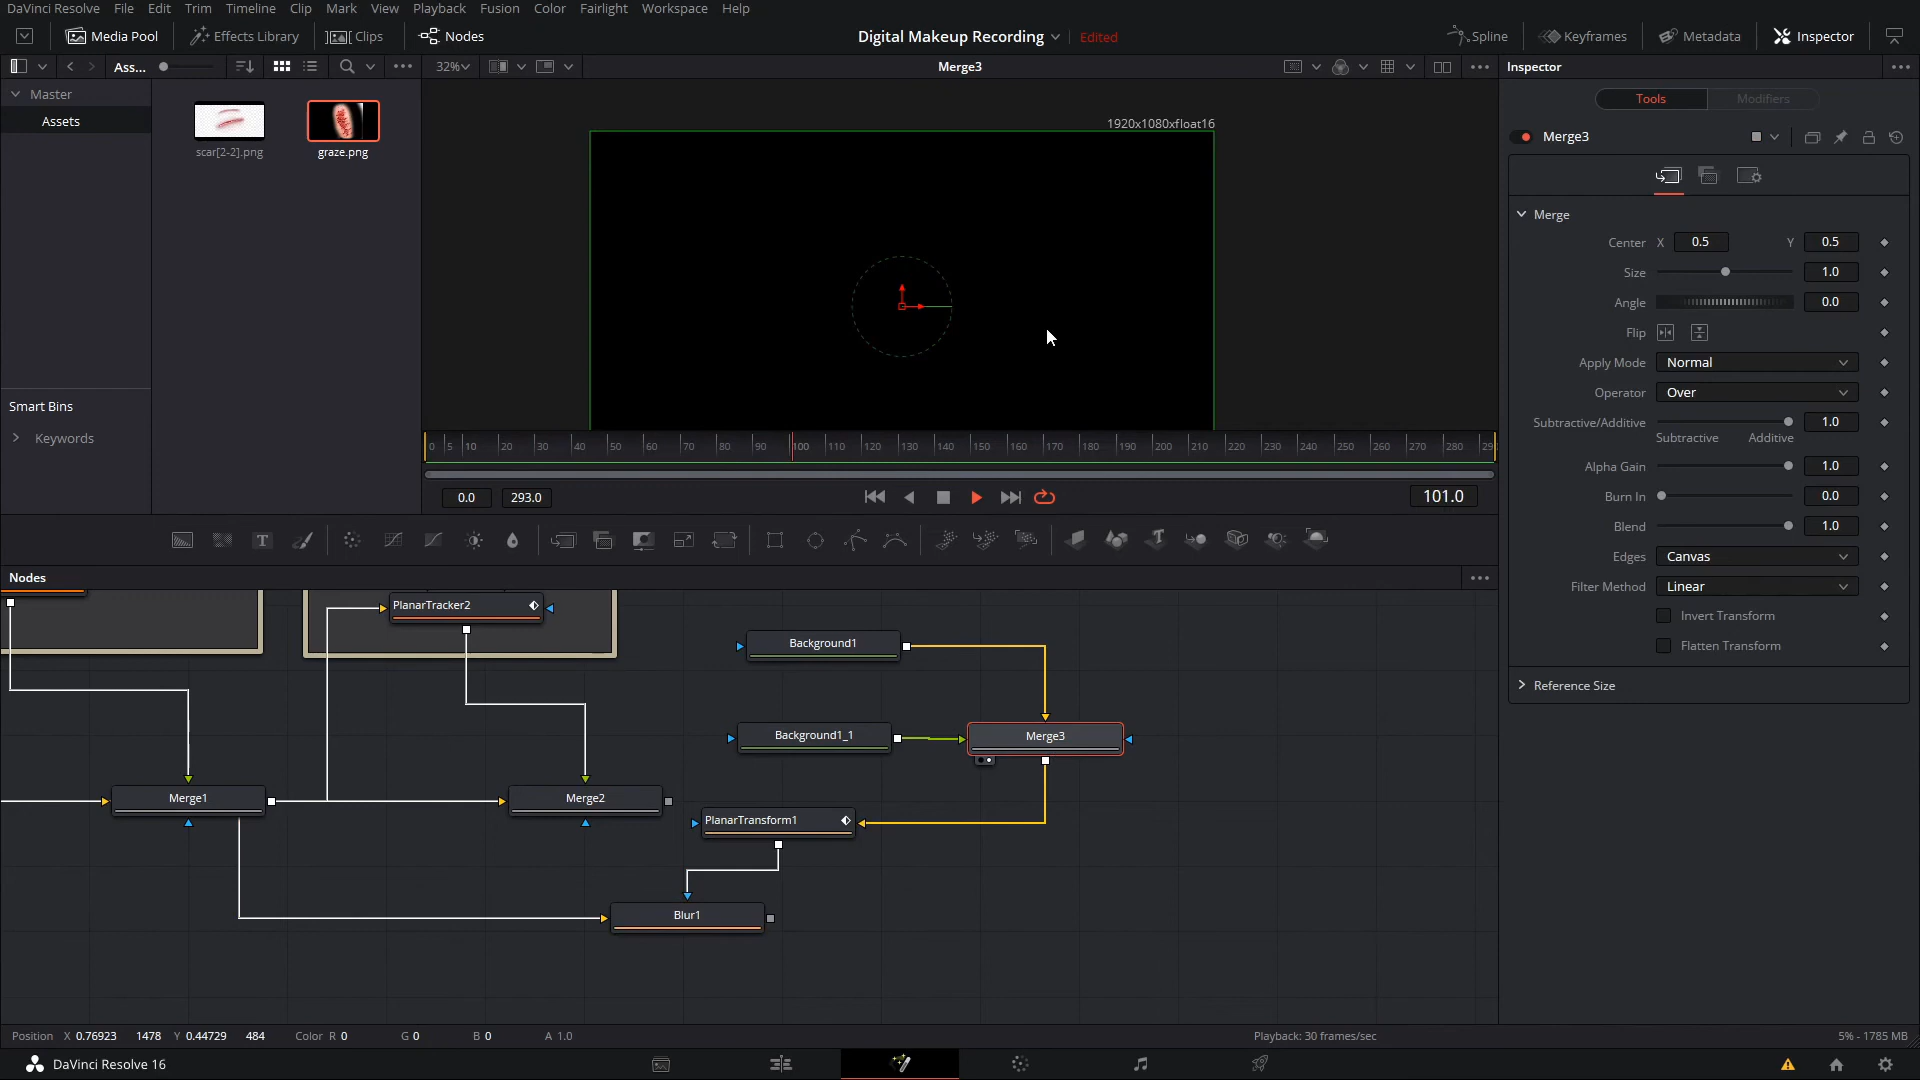 DaVinci Resolve File Edit Trim Timeline Clip Mark View Playback Fusion Color Fairlight Workspace Help
Media Pool Effects Library Clips Nodes Digital Makeup Recording Edited Spline Keyframes Metadata Inspector
Ass... 32% Merge3 Inspector
Master
Assets
scar[2-2].png graze.png
Smart Bins
Keywords
1920x1080xfloat16
0 5 10 20 30 40 50 60 70 80 90 100 110 120 130 140 150 160 170 180 190 200 210 220 230 240 250 260 270 280 29
0.0 293.0 101.0
Tools Modifiers
Merge3
Merge
Center X 0.5 Y 0.5
Size 1.0
Angle 0.0
Flip
Apply Mode Normal
Operator Over
Subtractive/Additive 1.0
Subtractive Additive
Alpha Gain 1.0
Burn In 0.0
Blend 1.0
Edges Canvas
Filter Method Linear
Invert Transform
Flatten Transform
Reference Size
Nodes
PlanarTracker2
Background1
Background1_1
Merge3
Merge1
Merge2
PlanarTransform1
Blur1
Position X 0.76923 1478 Y 0.44729 484 Color R 0 G 0 B 0 A 1.0 Playback: 30 frames/sec 5% - 1785 MB
DaVinci Resolve 16